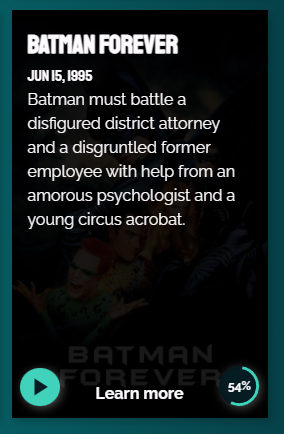 BATMAN FOREVER
JUN 15, 1995
Batman must battle a
disfigured district attorney
and a disgruntled former
employee with help from an
amorous psychologist and a
young circus acrobat.
BATMAN
FOREVER
Learn more
54%